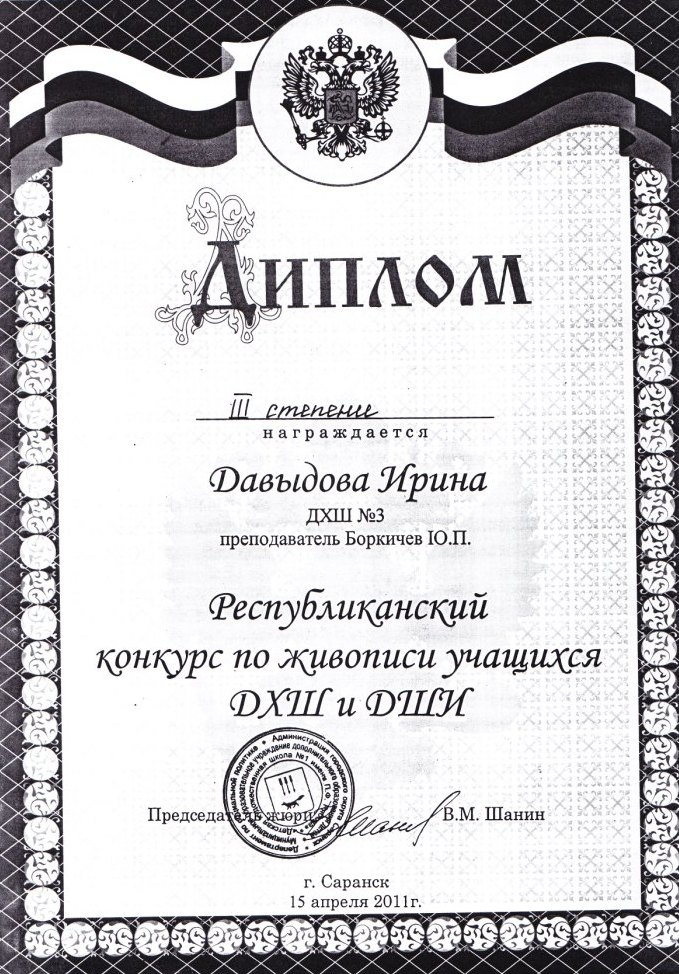 Диплом
III степени
награждается
Давыдова Ирина
ДХШ №3
преподаватель Боркичев Ю.П.
Республиканский
конкурс по живописи учащихся
ДХШ и ДШИ
Председатель жюри
В.М. Шанин
г. Саранск
15 апреля 2011г.